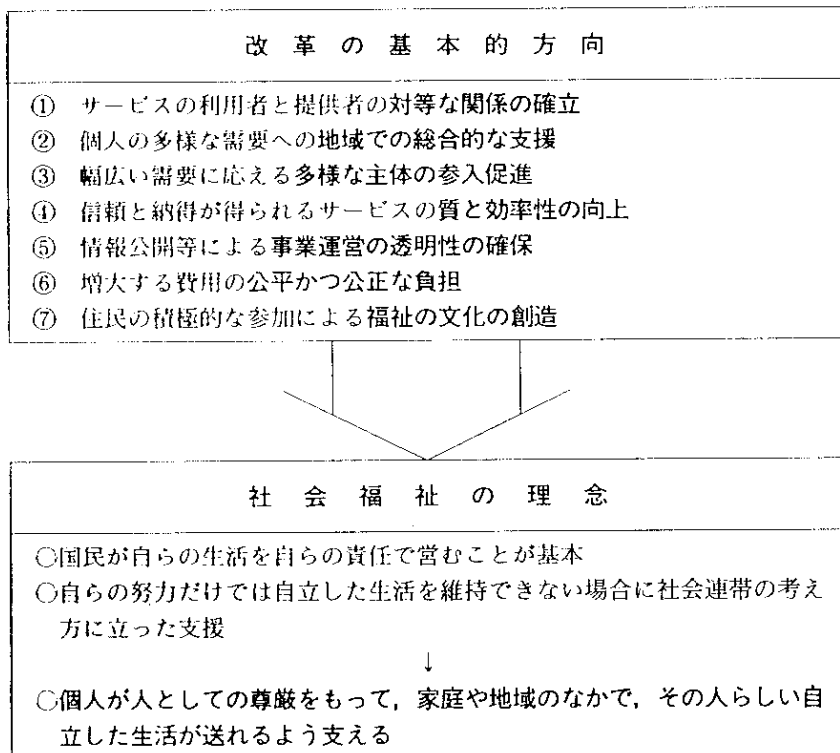 改革の基本的方向
① サービスの利用者と提供者の対等な関係の確立
② 個人の多様な需要への地域での総合的な支援
③ 幅広い需要に応える多様な主体の参入促進
④ 信頼と納得が得られるサービスの質と効率性の向上
⑤ 情報公開等による事業運営の透明性の確保
⑥ 増大する費用の公平かつ公正な負担
⑦ 住民の積極的な参加による福祉の文化の創造
社会福祉の理念
○国民が自らの生活を自らの責任で営むことが基本
○自らの努力だけでは自立した生活を維持できない場合に社会連帯の考え
方に立った支援
↓
○個人が人としての尊厳をもって，家庭や地域のなかで，その人らしい自
立した生活が送れるよう支える